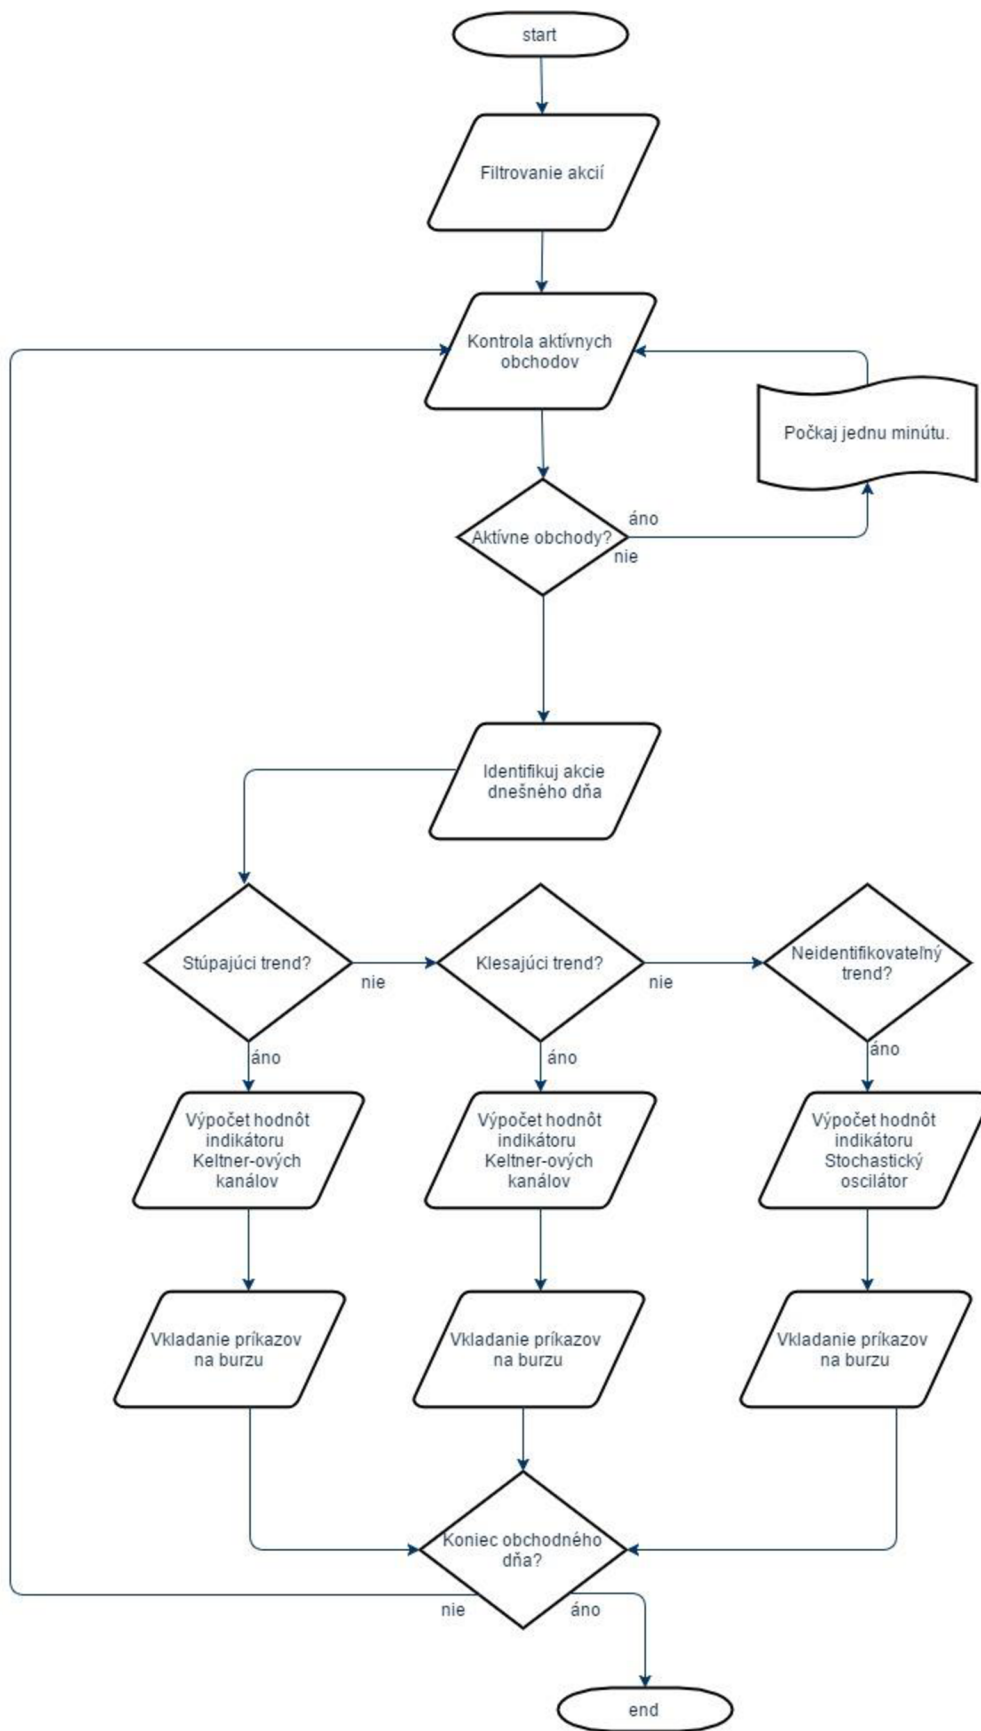 start
Filtrovanie akcií
Kontrola aktívnych
obchodov
Počkaj jednu minútu.
áno
Aktívne obchody?
nie
Identifikuj akcie
dnešného dňa
Stúpajúci trend?
nie
Klesajúci trend?
nie
Neidentifikovateľný
trend?
áno
áno
áno
Výpočet hodnôt
indikátoru
Keltner-ových
kanálov
Výpočet hodnôt
indikátoru
Keltner-ových
kanálov
Výpočet hodnôt
indikátoru
Stochastický
oscilátor
Vkladanie príkazov
na burzu
Vkladanie príkazov
na burzu
Vkladanie príkazov
na burzu
Koniec obchodného
dňa?
nie
áno
end